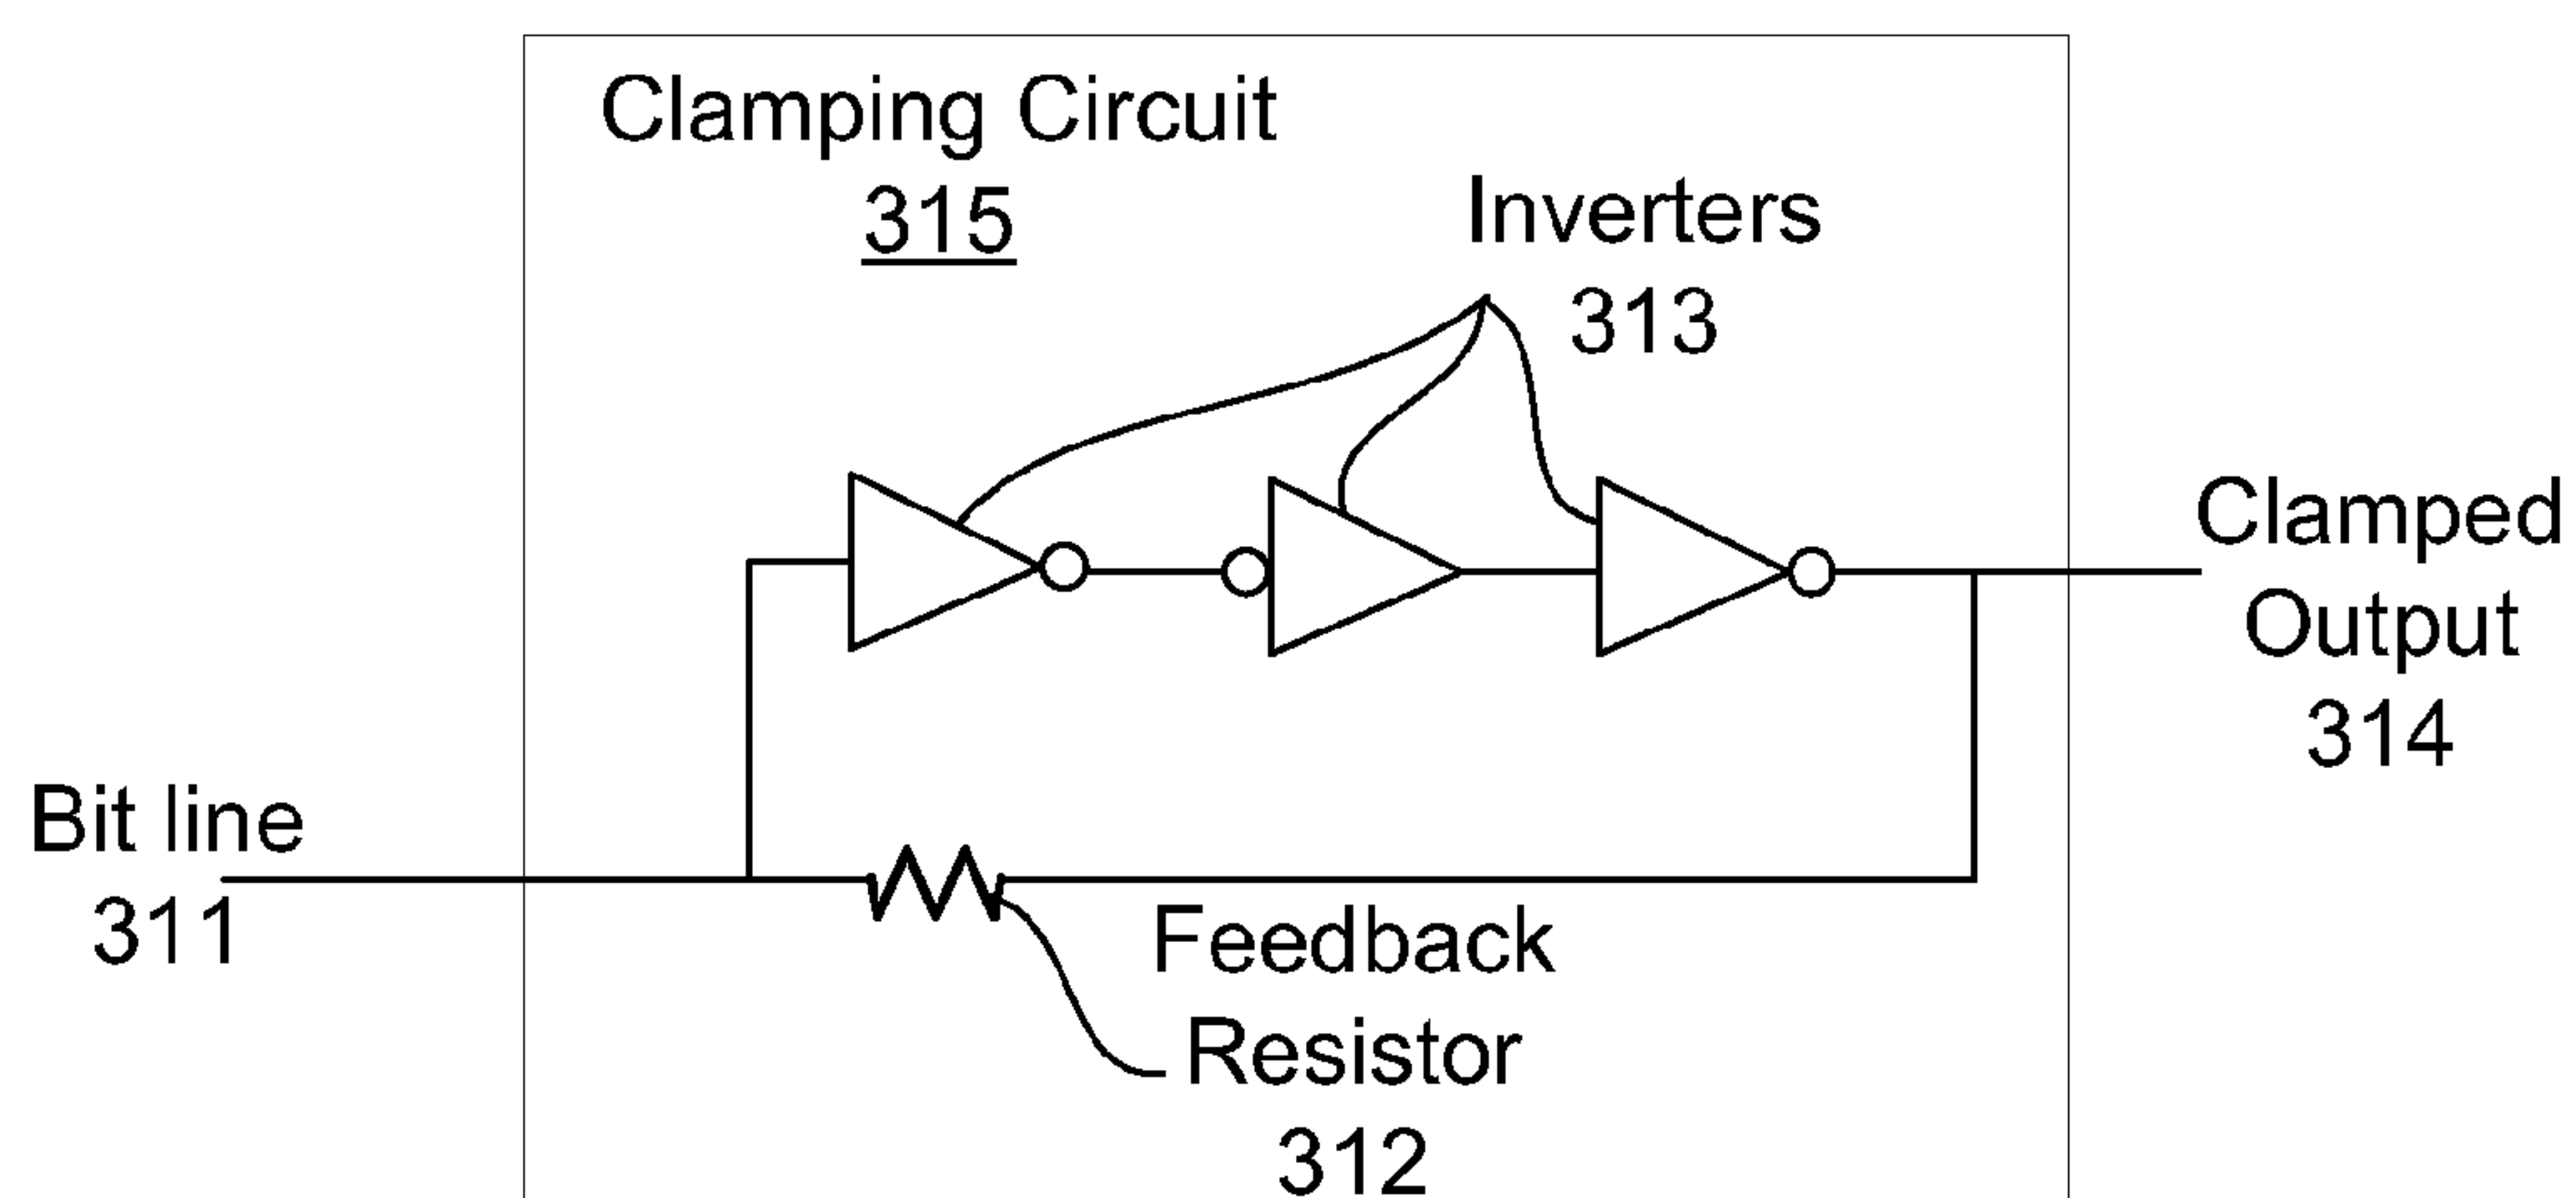 Clamping Circuit
315
Inverters
313
Clamped
Output
314
Bit line
311
Feedback
Resistor
312